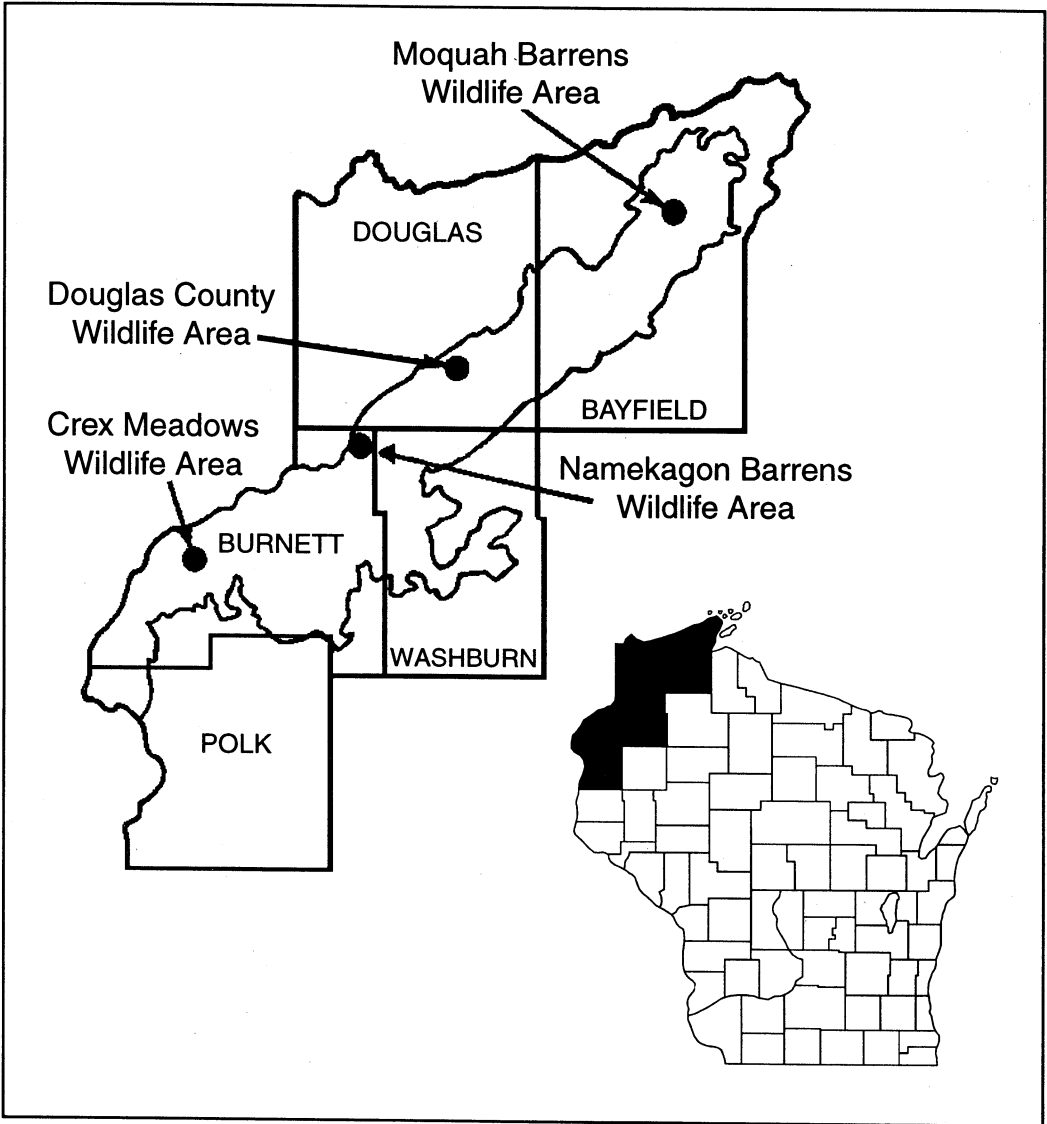 Moquah Barrens
Wildlife Area
DOUGLAS
Douglas County
Wildlife Area
BAYFIELD
Crex Meadows
Wildlife Area
Namekagon Barrens
Wildlife Area
BURNETT
WASHBURN
POLK